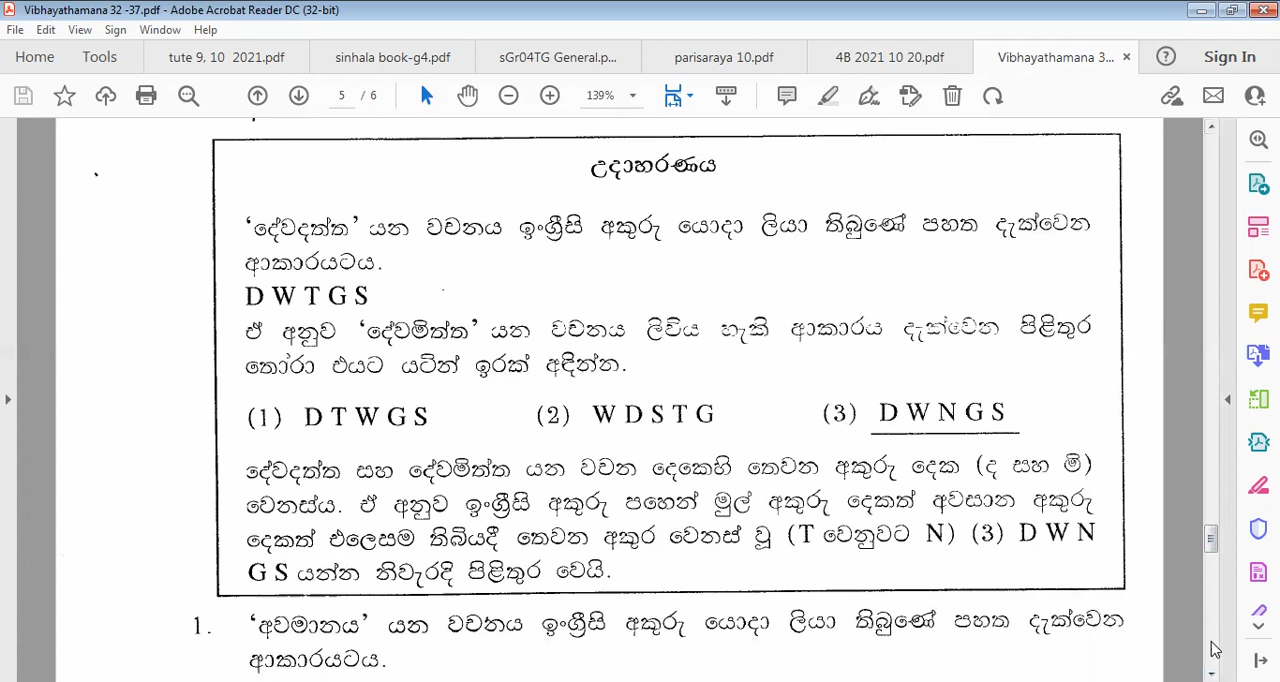 Vibhayathamana 32 -37.pdf - Adobe Acrobat Reader DC (32-bit)
File Edit View Sign Window Help
Home Tools tute 9, 10 2021.pdf sinhala book-g4.pdf sGr04TG General.p... parisaraya 10.pdf 4B 2021 10 20.pdf Vibhayathamana 3... × Sign In
5 / 6 139%
උදාහරණය
‘දේවදත්ත’ යන වචනය ඉංග්‍රීසි අකුරු යොදා ලියා තිබුණේ පහත දැක්වෙන
ආකාරයටය.
D W T G S
ඒ අනුව ‘දේවමිත්ත’ යන වචනය ලිවිය හැකි ආකාරය දැක්වෙන පිළිතුර
තෝරා එයට යටින් ඉරක් අඳින්න.
(1) D T W G S (2) W D S T G (3) D W N G S
දේවදත්ත සහ දේවමිත්ත යන වචන දෙකෙහි තෙවන අකුරු දෙක (ද සහ මි)
වෙනස්ය. ඒ අනුව ඉංග්‍රීසි අකුරු පහෙන් මුල් අකුරු දෙකත් අවසාන අකුරු
දෙකත් එලෙසම තිබියදී තෙවන අකුර වෙනස් වූ (T වෙනුවට N) (3) D W N
G S යන්න නිවැරදි පිළිතුර වෙයි.
1. ‘අවමානය’ යන වචනය ඉංග්‍රීසි අකුරු යොදා ලියා තිබුණේ පහත දැක්වෙන
ආකාරයටය.